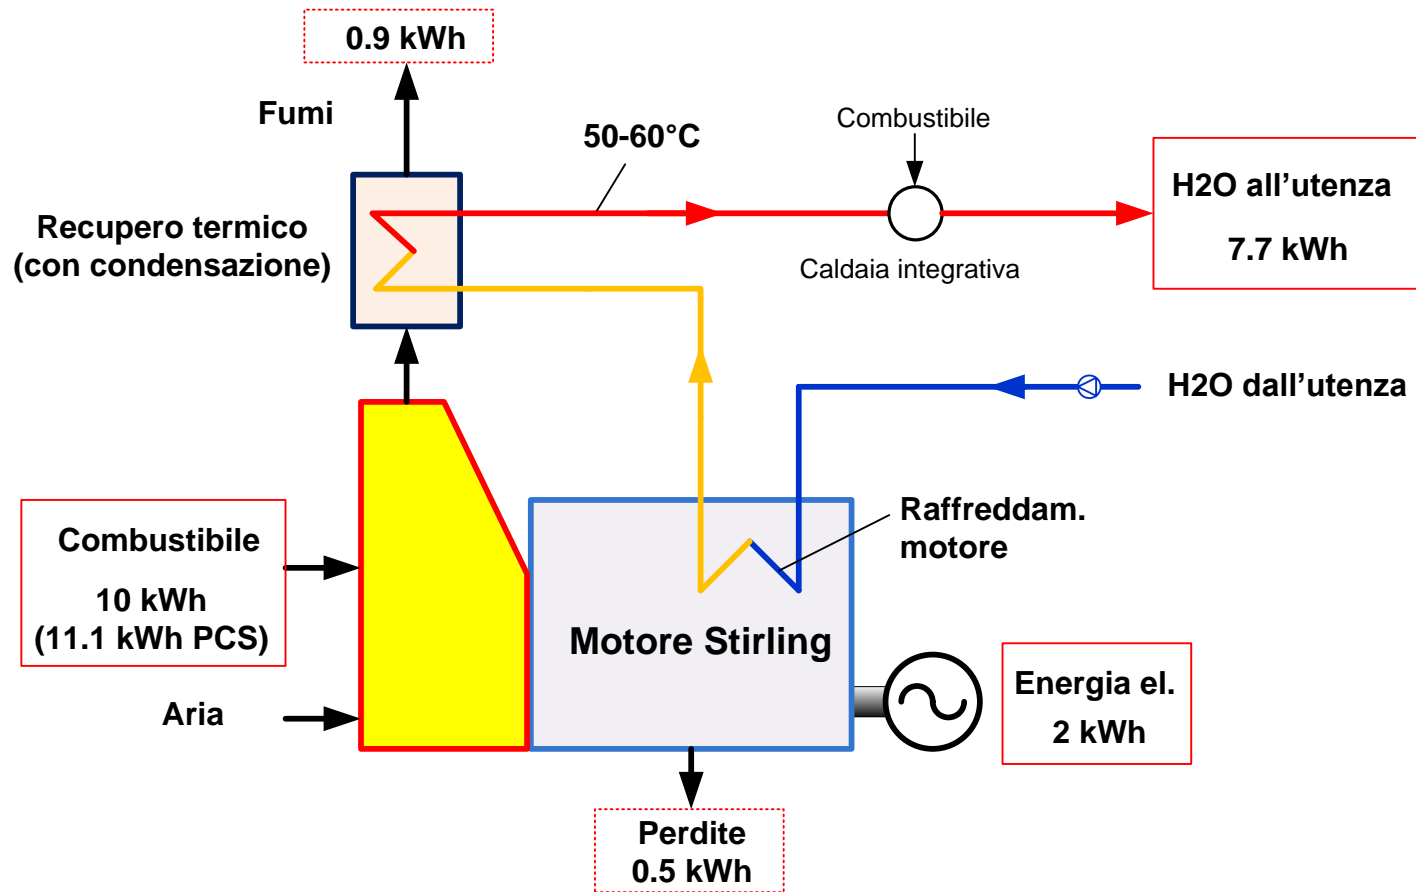 0.9 kWh
Fumi
50-60°C
Combustibile
H2O all’utenza
7.7 kWh
Recupero termico
(con condensazione)
Caldaia integrativa
H2O dall’utenza
Combustibile
10 kWh
(11.1 kWh PCS)
Raffreddam.
motore
Motore Stirling
Aria
Energia el.
2 kWh
Perdite
0.5 kWh